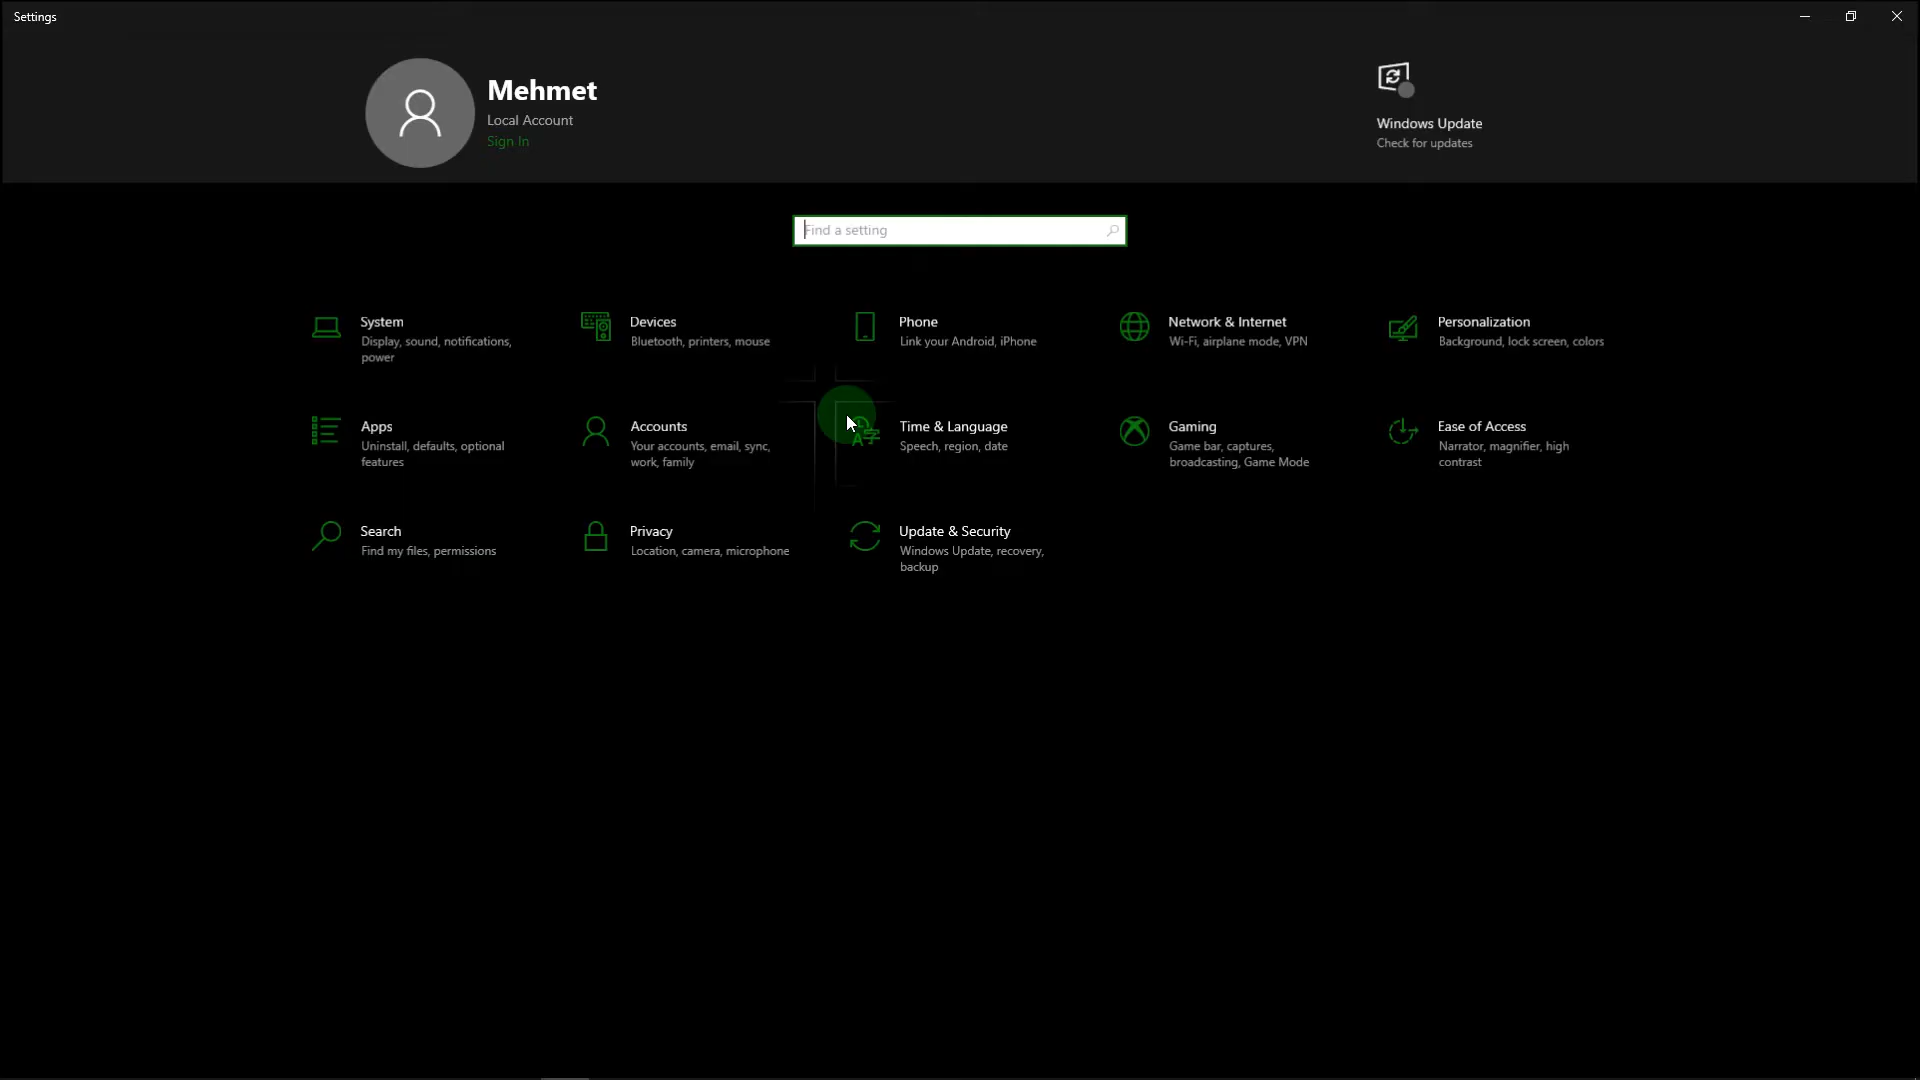 Settings
Mehmet
Local Account
Sign In
Windows Update
Check for updates
Find a setting
System
Display, sound, notifications,
power
Devices
Bluetooth, printers, mouse
Phone
Link your Android, iPhone
Network & Internet
Wi-Fi, airplane mode, VPN
Personalization
Background, lock screen, colors
Apps
Uninstall, defaults, optional
features
Accounts
Your accounts, email, sync,
work, family
Time & Language
Speech, region, date
Gaming
Game bar, captures,
broadcasting, Game Mode
Ease of Access
Narrator, magnifier, high
contrast
Search
Find my files, permissions
Privacy
Location, camera, microphone
Update & Security
Windows Update, recovery,
backup